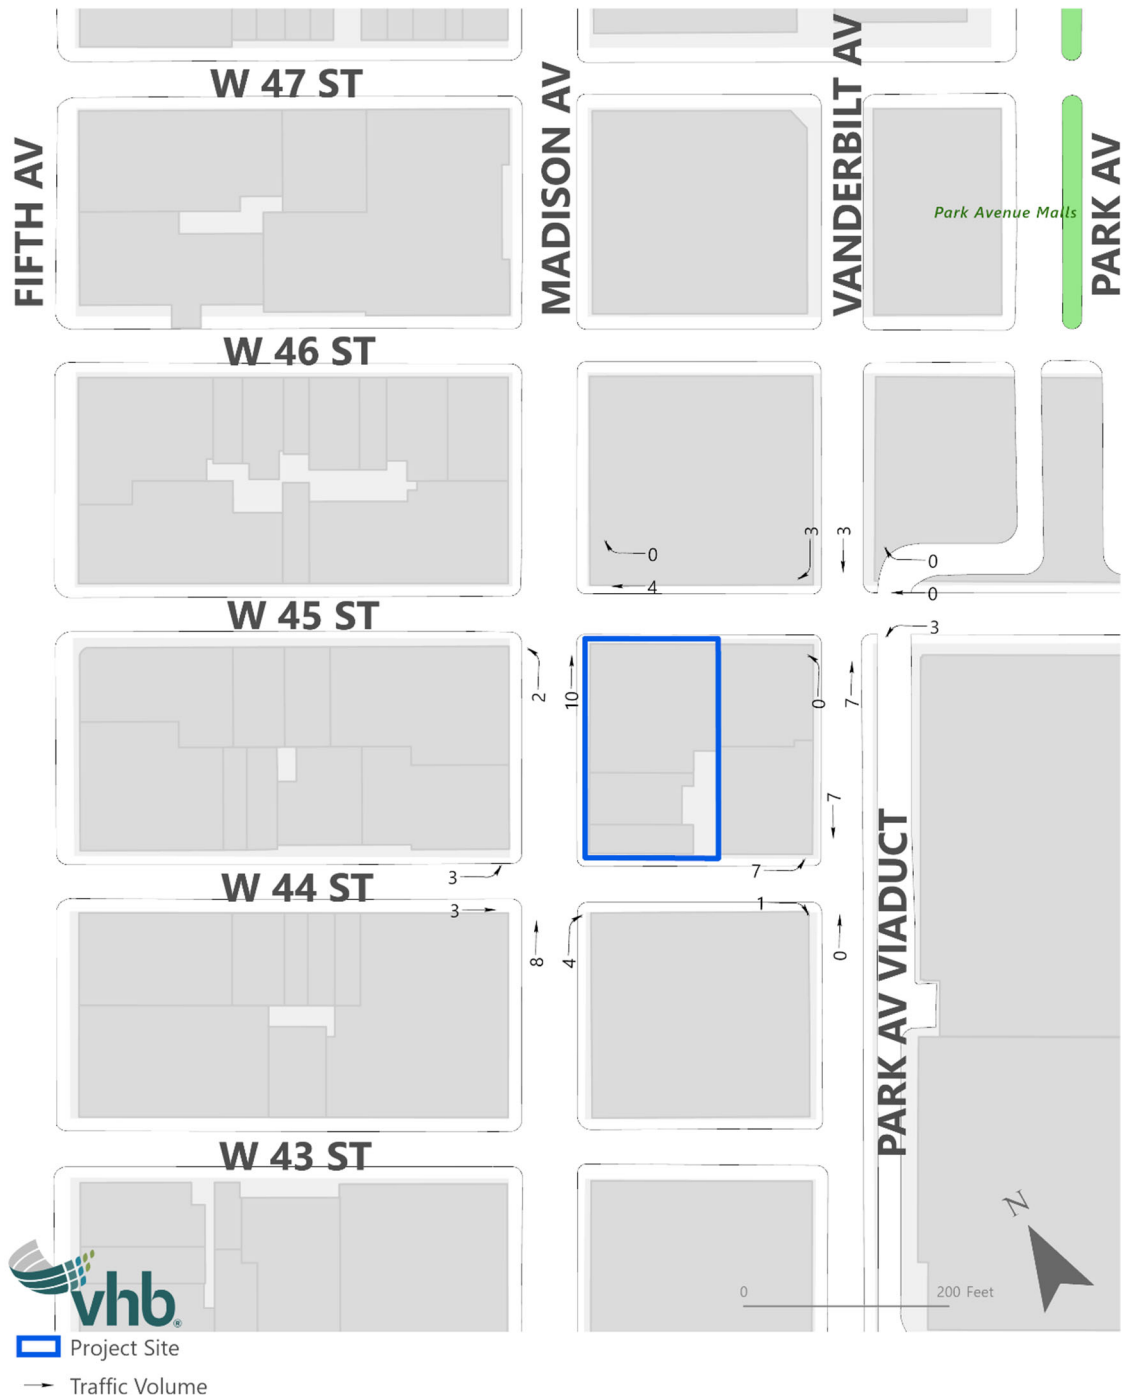 W 47 ST
FIFTH AV
MADISON AV
VANDERBILT AV
PARK AV
Park Avenue Malls
W 46 ST
3
3
0
0
4
0
W 45 ST
3
2
10
0
7
7
PARK AV VIADUCT
7
3
W 44 ST
3
1
8
4
0
W 43 ST
N
0
200 Feet
vhb®
Project Site
Traffic Volume